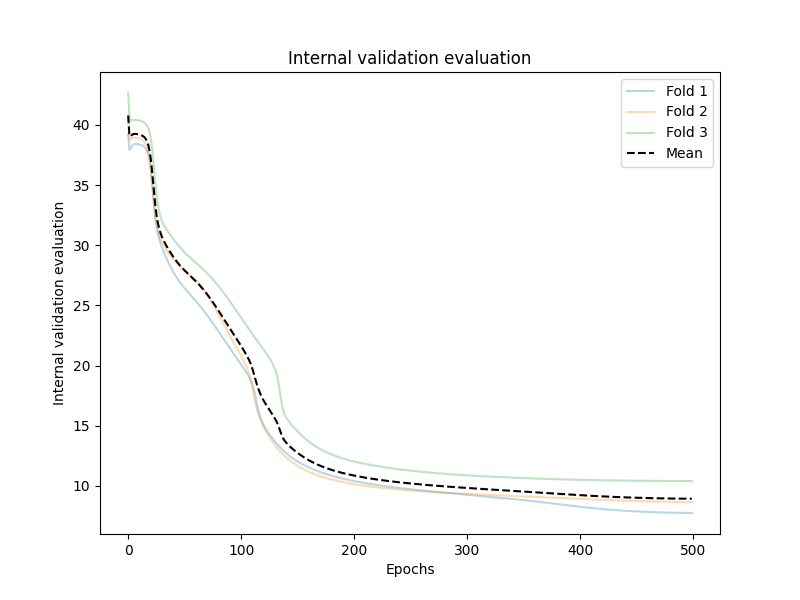 Internal validation evaluation
Fold 1
Fold 2
Fold 3
Mean
Internal validation evaluation
40
35
30
25
20
15
10
0 100 200 300 400 500
Epochs